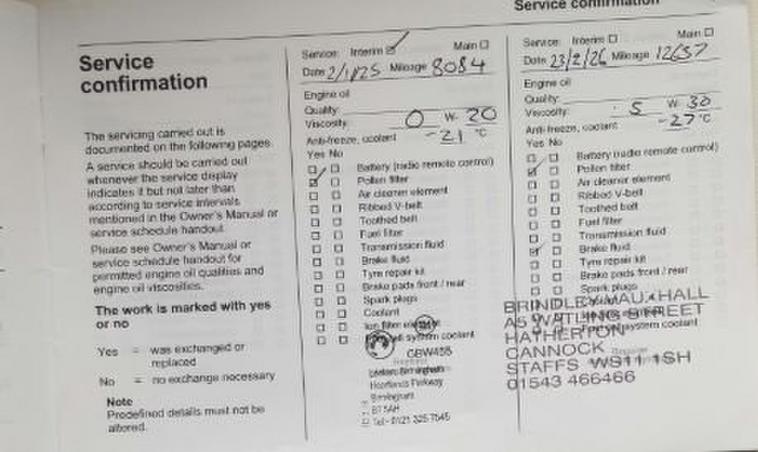 Service confirmation
Service
confirmation
The servicing carried out is
documented on the following pages.
A service should be carried out
whenever the service display
indicates it but not later than
according to service intervals
mentioned in the Owner's Manual or
service schedule handout.
Please see Owner's Manual or
service schedule handout for
permitted engine oil qualities and
engine oil viscosities.
The work is marked with yes
or no
Yes = was exchanged or
replaced
No = no exchange necessary
Note
Predefined details must not be
altered.
Service: Interim Main
Date Mileage 8084
Engine oil
Quality:
Viscosity: 0 W- 20
Anti-freeze, coolant -21 °C
Yes No
Battery (radio remote control)
Pollen filter
Air cleaner element
Ribbed V-belt
Toothed belt
Fuel filter
Transmission fluid
Brake fluid
Tyre repair kit
Brake pads front / rear
Spark plugs
Coolant
Ion filter element
system coolant
GBW455
Birmingham
Heartlands Parkway
Birmingham
B7 5AH
Tel - 0121 325 7545
Service: Interim Main
Date 23/2/26 Mileage 12657
Engine oil
Quality:
Viscosity: 5 W- 30
Anti-freeze, coolant -27 °C
Yes No
Battery (radio remote control)
Pollen filter
Air cleaner element
Ribbed V-belt
Toothed belt
Fuel filter
Transmission fluid
Brake fluid
Tyre repair kit
Brake pads front / rear
Spark plugs
system coolant
BRINDLEY VAUXHALL
A5 WATLING STREET
HATHERTON
CANNOCK
STAFFS WS11 1SH
01543 466466